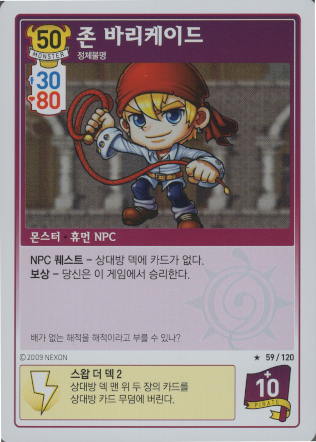 50
MONSTER
존 바리케이드
정체불명
30
80
몬스터 · 휴먼 NPC
NPC 퀘스트 – 상대방 덱에 카드가 없다.
보상 – 당신은 이 게임에서 승리한다.
배가 없는 해적을 해적이라고 부를 수 있나?
©2009 NEXON
★ 59 / 120
스왑 더 덱 2
상대방 덱 맨 위 두 장의 카드를
상대방 카드 무덤에 버린다.
+
10
PIRATE